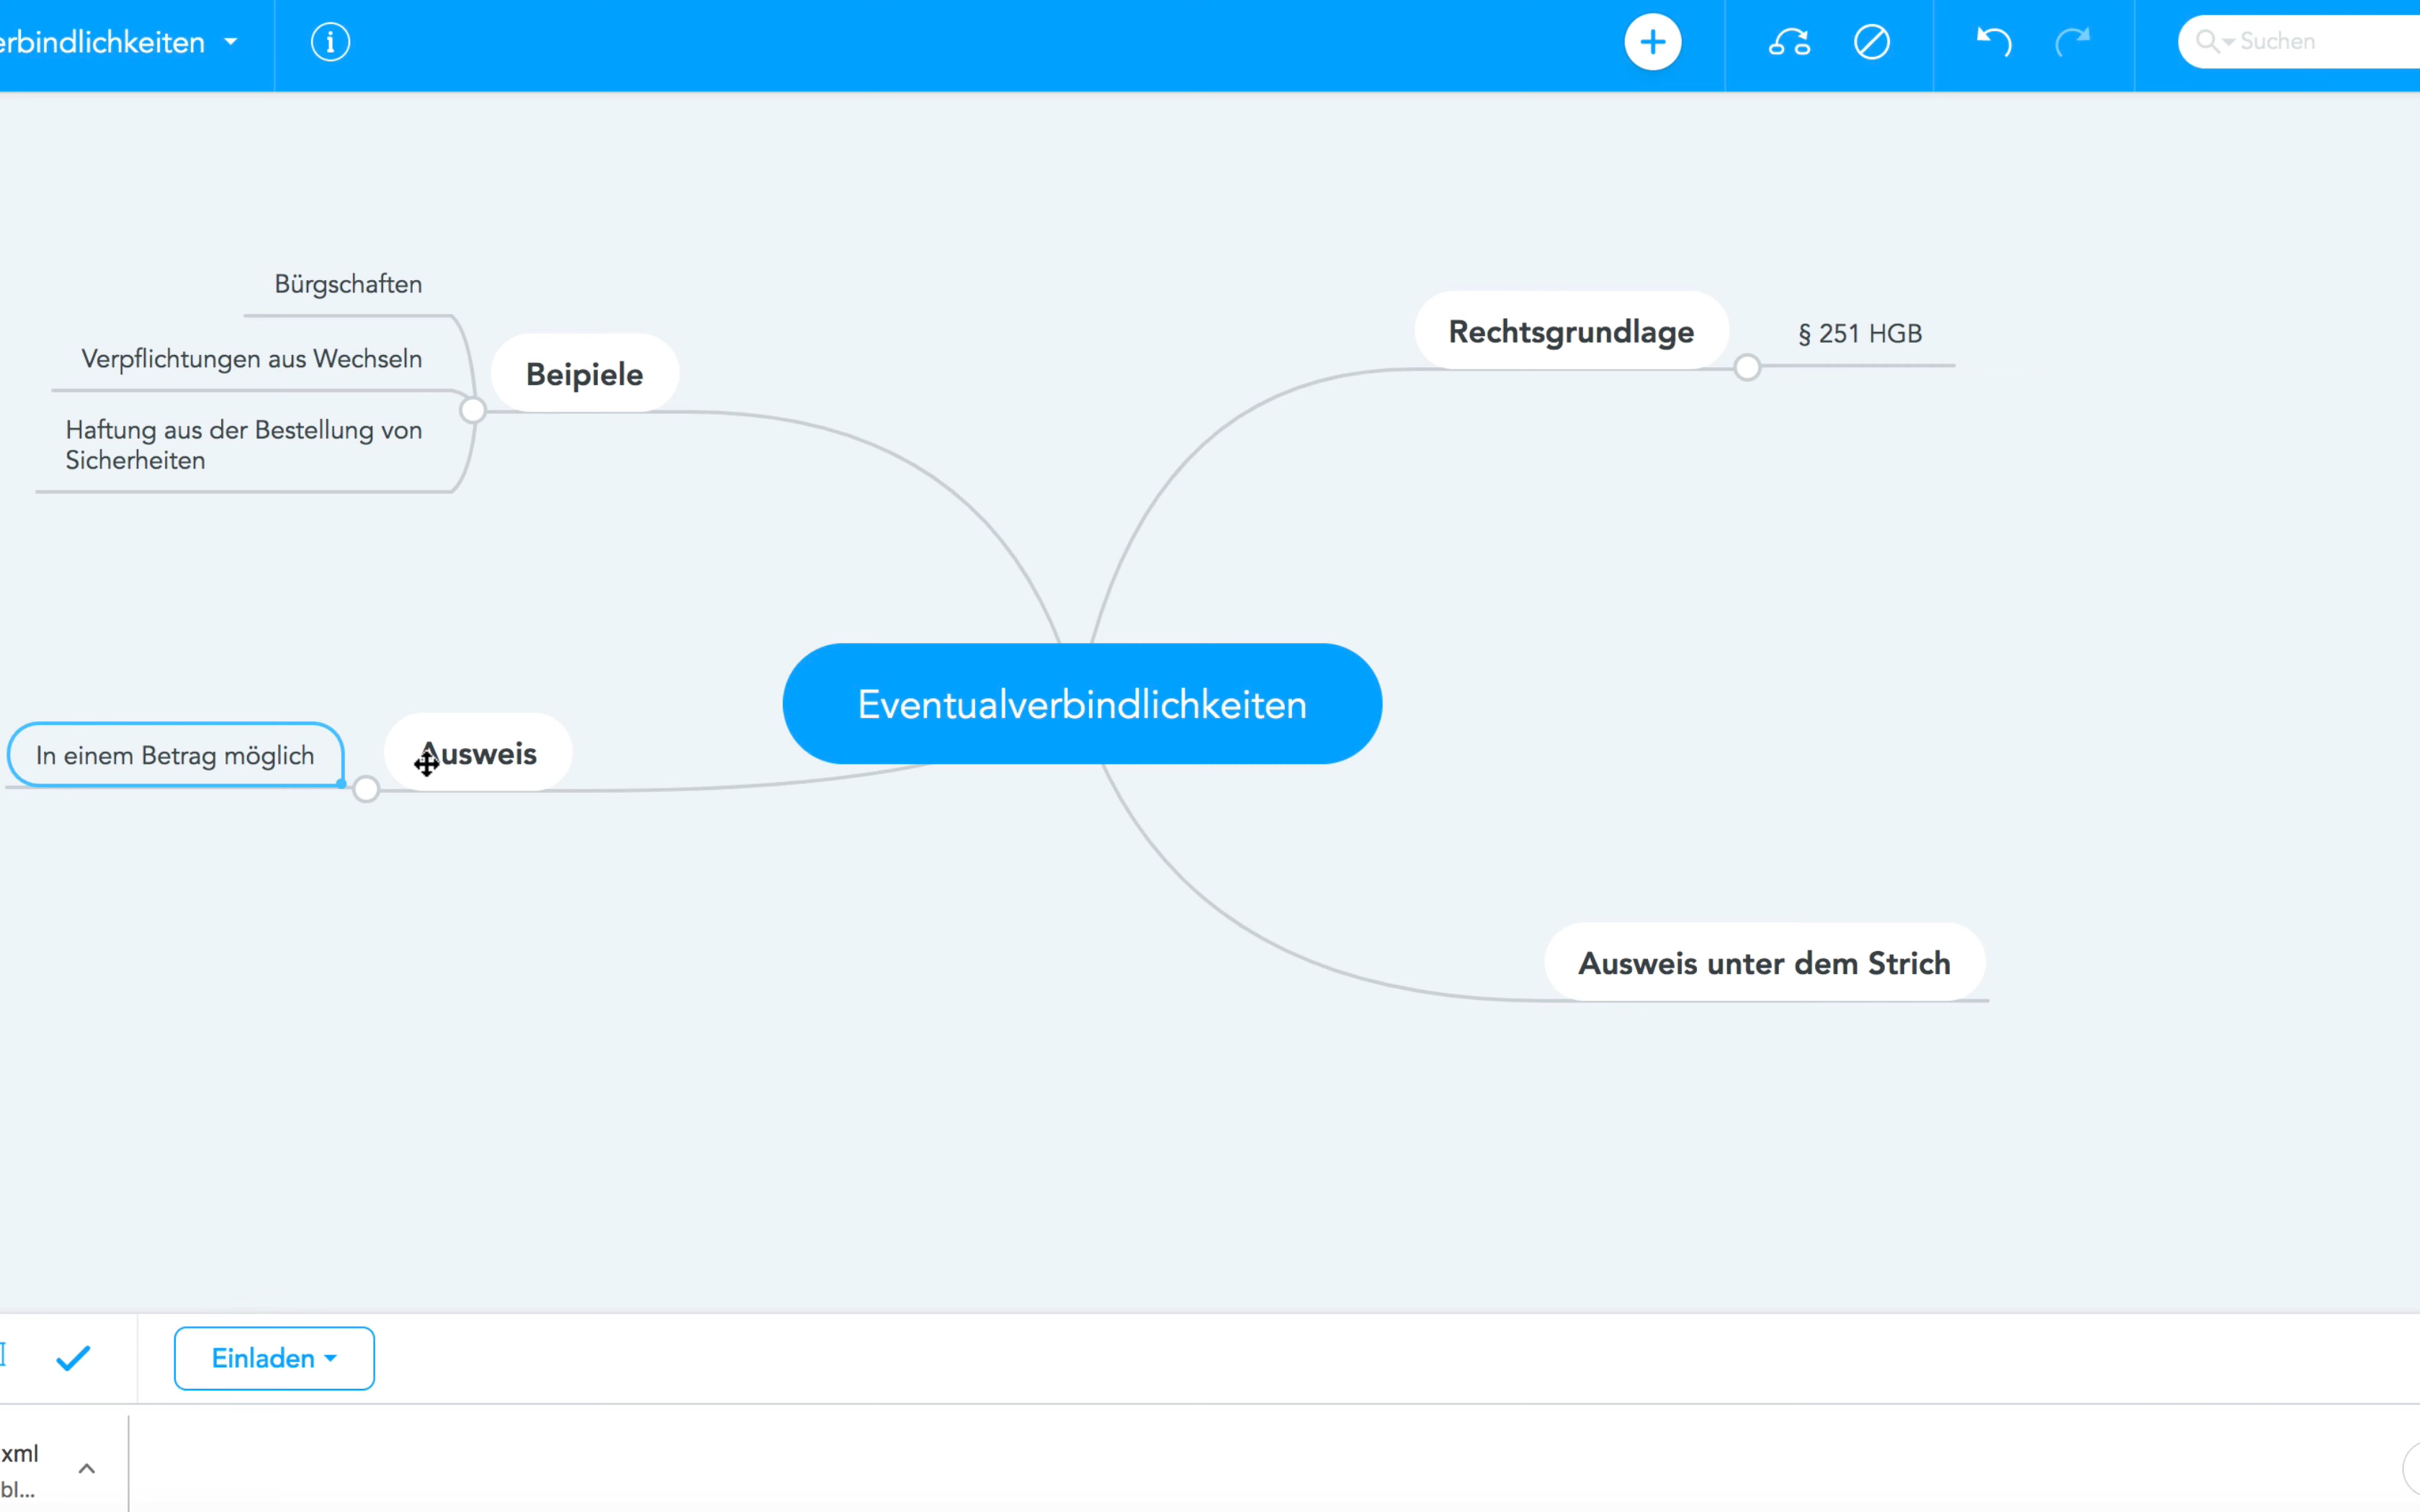 erbindlichkeiten
Suchen
Bürgschaften
Verpflichtungen aus Wechseln
Haftung aus der Bestellung von
Sicherheiten
Beipiele
Rechtsgrundlage
§ 251 HGB
Eventualverbindlichkeiten
In einem Betrag möglich
Ausweis
Ausweis unter dem Strich
Einladen
xml
bl...